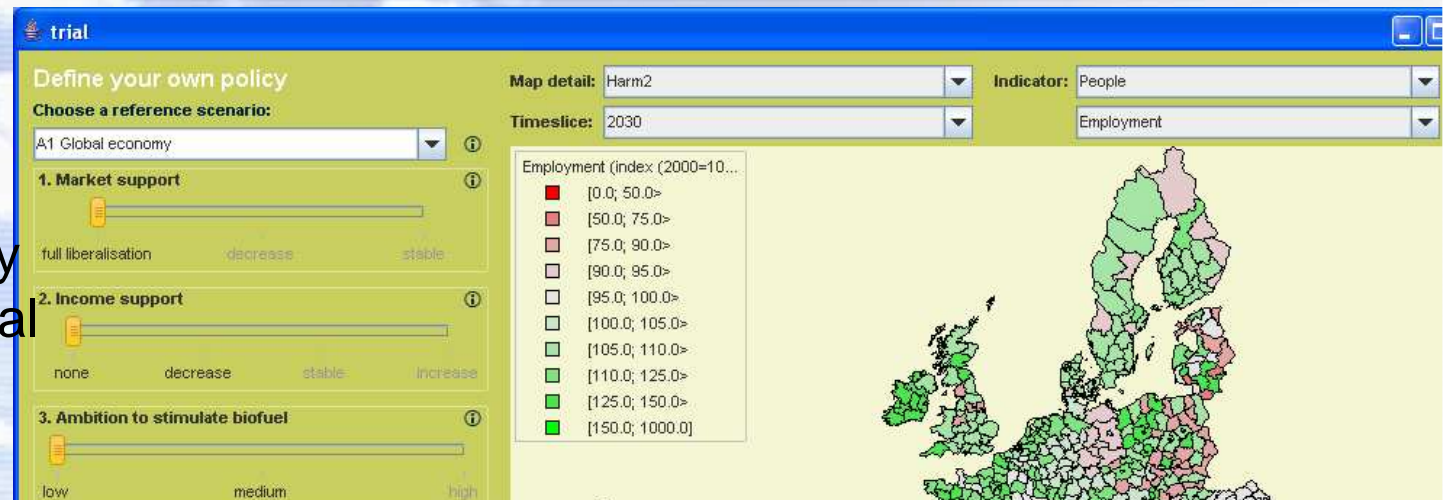 trial
Define your own policy
Choose a reference scenario:
A1 Global economy
1. Market support
full liberalisation decrease stable
y
2. Income support
al
none decrease stable increase
3. Ambition to stimulate biofuel
low medium high
Map detail: Harm2
Indicator: People
Timeslice: 2030
Employment
Employment (index (2000=10...
[0.0; 50.0>
[50.0; 75.0>
[75.0; 90.0>
[90.0; 95.0>
[95.0; 100.0>
[100.0; 105.0>
[105.0; 110.0>
[110.0; 125.0>
[125.0; 150.0>
[150.0; 1000.0]